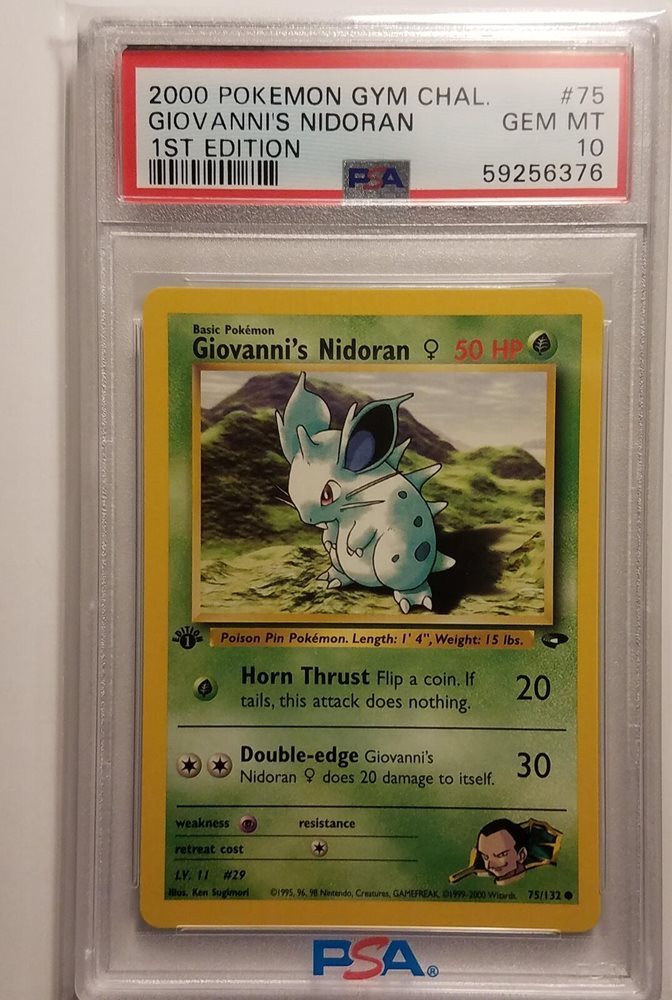 2000 POKEMON GYM CHAL. #75
GIOVANNI'S NIDORAN GEM MT
1ST EDITION 10
PSA 59256376
Basic Pokémon
Giovanni's Nidoran ♀ 50 HP
EDITION 1
Poison Pin Pokémon. Length: 1' 4", Weight: 15 lbs.
Horn Thrust Flip a coin. If
tails, this attack does nothing. 20
Double-edge Giovanni's
Nidoran ♀ does 20 damage to itself. 30
weakness resistance
retreat cost
LV. 11 #29
Illus. Ken Sugimori ©1995, 96, 98 Nintendo, Creatures, GAMEFREAK. ©1999-2000 Wizards. 75/132 ●
PSA®